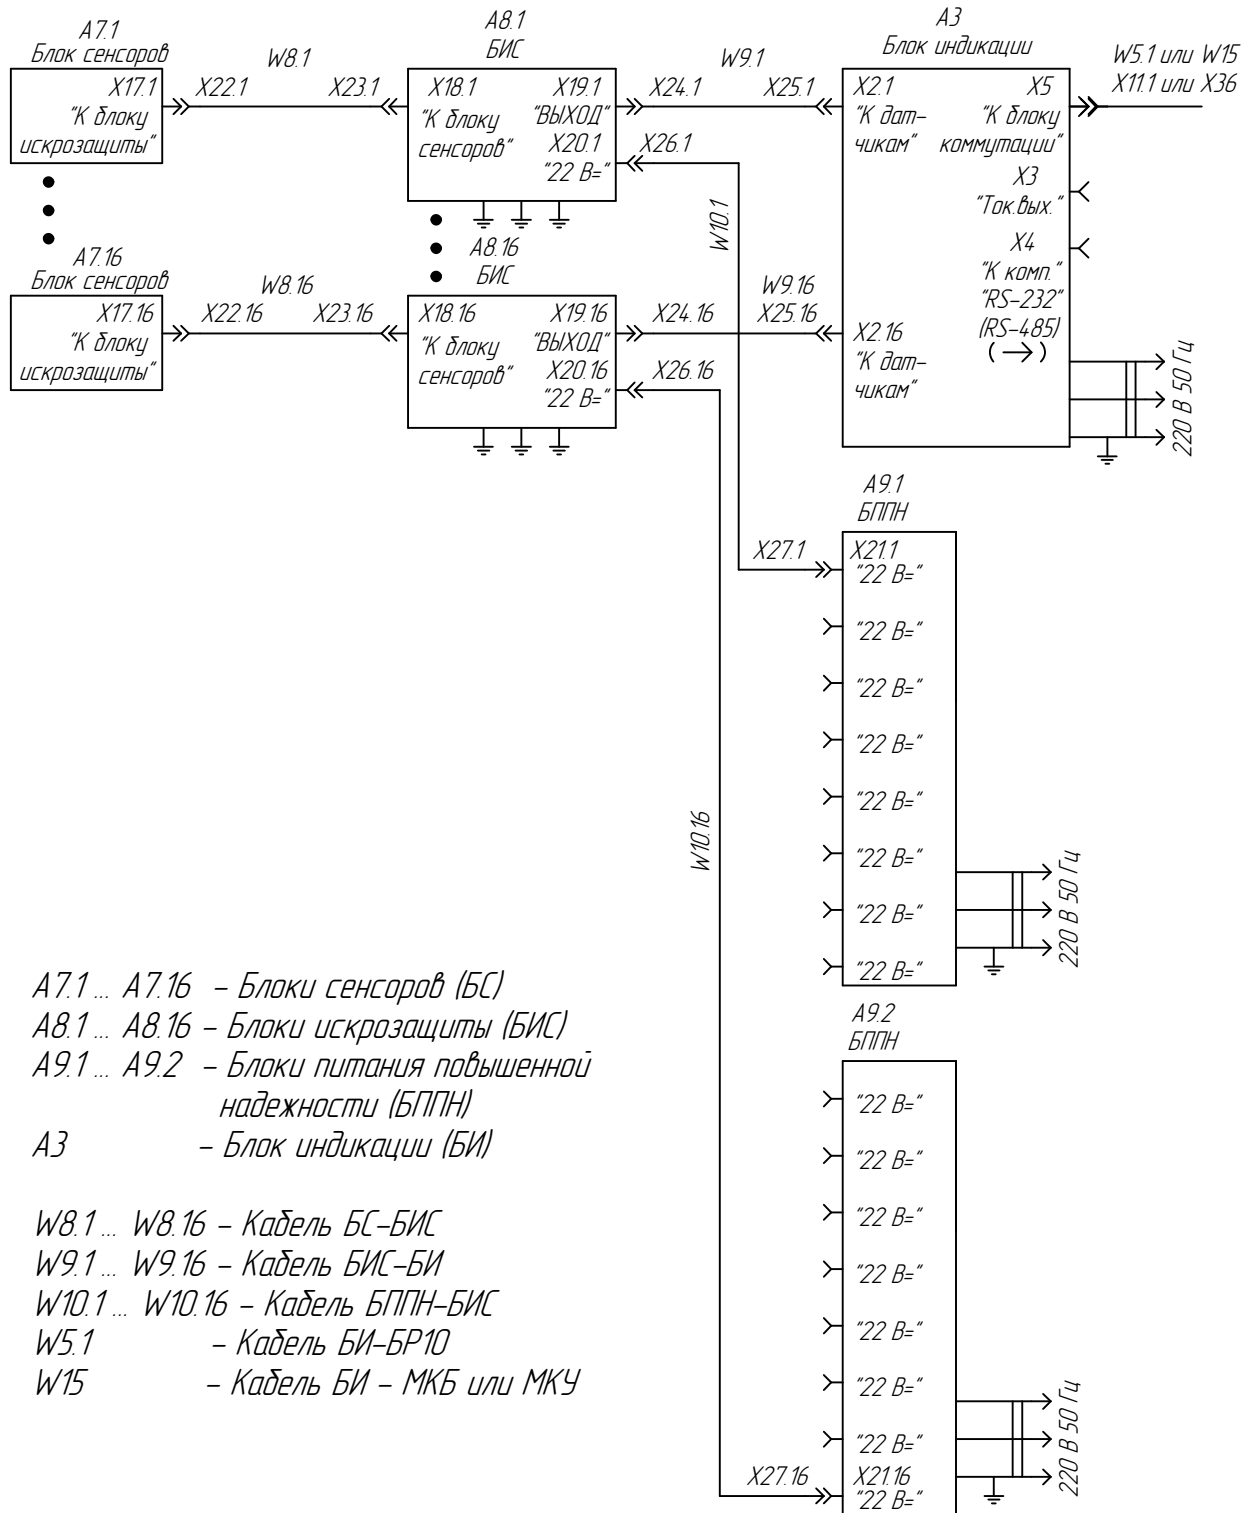 A7.1
Блок сенсоров
X17.1
"К блоку
искрозащиты"
X22.1
W8.1
X23.1
A8.1
БИС
X18.1
"К блоку
сенсоров"
X19.1
"ВЫХОД"
X20.1
"22 В="
X24.1
W9.1
X25.1
X26.1
W10.1
A3
Блок индикации
X2.1
"К дат-
чикам"
X5
"К блоку
коммутации"
X3
"Ток.вых."
X4
"К комп."
"RS-232"
(RS-485)
(→)
W5.1 или W15
X11.1 или X36
220 В 50 Гц
A7.16
Блок сенсоров
X17.16
"К блоку
искрозащиты"
X22.16
W8.16
X23.16
A8.16
БИС
X18.16
"К блоку
сенсоров"
X19.16
"ВЫХОД"
X20.16
"22 В="
X24.16
W9.16
X25.16
X26.16
X2.16
"К дат-
чикам"
A9.1
БППН
X27.1
X21.1
"22 В="
"22 В="
"22 В="
"22 В="
"22 В="
"22 В="
"22 В="
"22 В="
220 В 50 Гц
W10.16
A9.2
БППН
"22 В="
"22 В="
"22 В="
"22 В="
"22 В="
"22 В="
"22 В="
X27.16
X21.16
"22 В="
220 В 50 Гц
A7.1... A7.16 – Блоки сенсоров (БС)
A8.1... A8.16 – Блоки искрозащиты (БИС)
A9.1... A9.2 – Блоки питания повышенной
надежности (БППН)
A3 – Блок индикации (БИ)
W8.1... W8.16 – Кабель БС-БИС
W9.1... W9.16 – Кабель БИС-БИ
W10.1... W10.16 – Кабель БППН-БИС
W5.1 – Кабель БИ-БР10
W15 – Кабель БИ – МКБ или МКУ